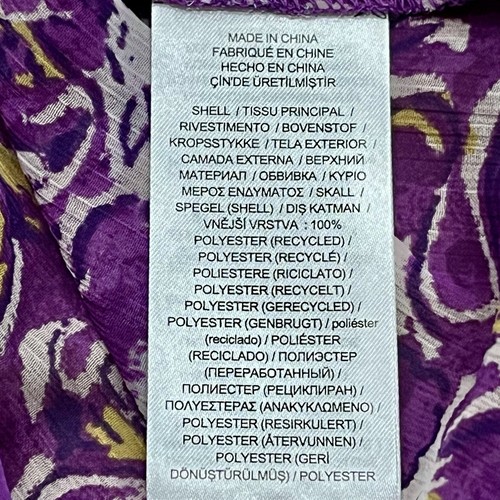 MADE IN CHINA
FABRIQUÉ EN CHINE
HECHO EN CHINA
ÇİN'DE ÜRETİLMİŞTİR
SHELL / TISSU PRINCIPAL /
RIVESTIMENTO / BOVENSTOF /
KROPSSTYKKE / TELA EXTERIOR /
CAMADA EXTERNA / ВЕРХНИЙ
МАТЕРИАЛ / ОБВИВКА / ΚΥΡΙΟ
ΜΕΡΟΣ ΕΝΔΥΜΑΤΟΣ / SKALL /
SPEGEL (SHELL) / DIŞ KATMAN /
VNĚJŠÍ VRSTVA : 100%
POLYESTER (RECYCLED) /
POLYESTER (RECYCLÉ) /
POLIESTERE (RICICLATO) /
POLYESTER (RECYCELT) /
POLYESTER (GERECYCLED) /
POLYESTER (GENBRUGT) / poliéster
(reciclado) / POLIÉSTER
(RECICLADO) / ПОЛИЭСТЕР
(ПЕРЕРАБОТАННЫЙ) /
ПОЛИЕСТЕР (РЕЦИКЛИРАН) /
ΠΟΛΥΕΣΤΕΡΑΣ (ΑΝΑΚΥΚΛΩΜΕΝΟ) /
POLYESTER (RESIRKULERT) /
POLYESTER (ÅTERVUNNEN) /
POLYESTER (GERİ
DÖNÜŞTÜRÜLMÜŞ) / POLYESTER